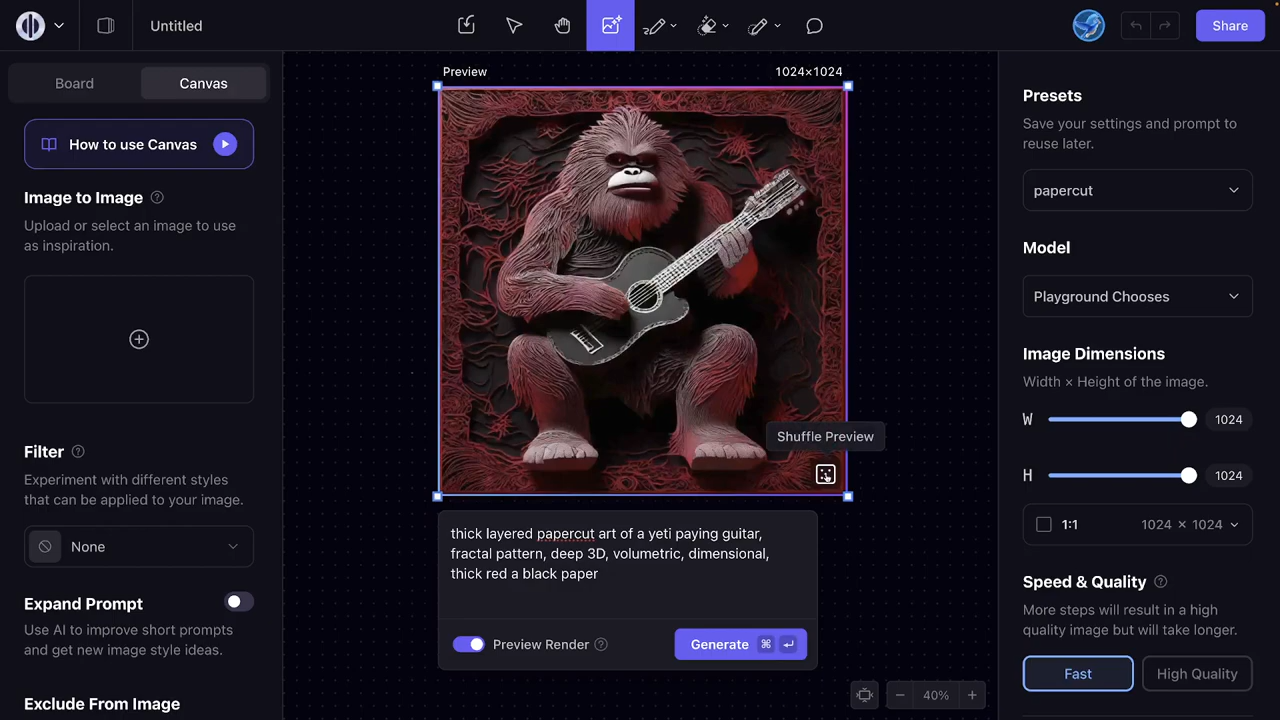 Untitled
Share
Board
Canvas
How to use Canvas
Image to Image
Upload or select an image to use
as inspiration.
Filter
Experiment with different styles
that can be applied to your image.
None
Expand Prompt
Use AI to improve short prompts
and get new image style ideas.
Exclude From Image
Preview
1024×1024
Shuffle Preview
thick layered papercut art of a yeti paying guitar,
fractal pattern, deep 3D, volumetric, dimensional,
thick red a black paper
Preview Render
Generate ⌘ ↵
40%
Presets
Save your settings and prompt to
reuse later.
papercut
Model
Playground Chooses
Image Dimensions
Width × Height of the image.
W 1024
H 1024
1:1 1024 × 1024
Speed & Quality
More steps will result in a high
quality image but will take longer.
Fast
High Quality